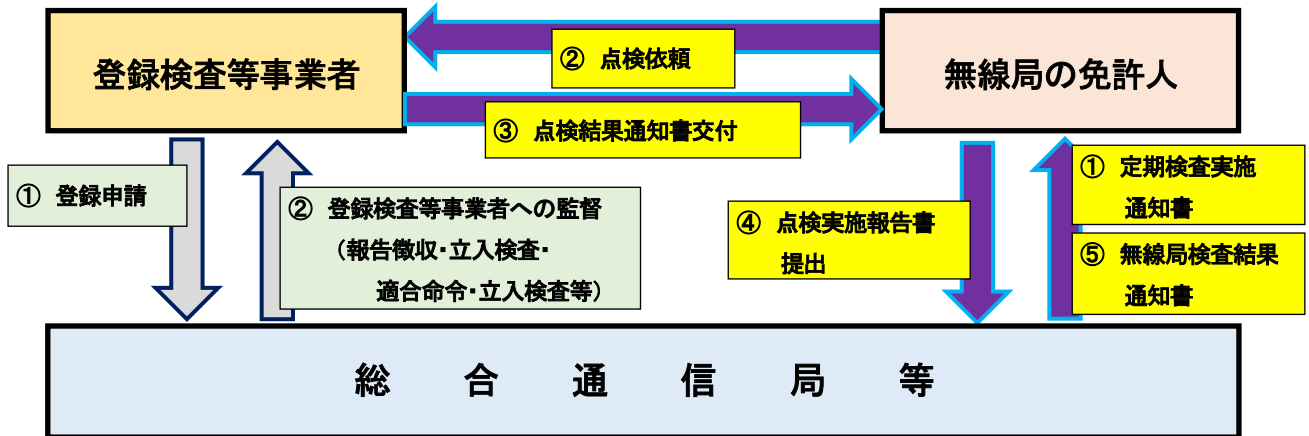 登録検査等事業者
② 点検依頼
無線局の免許人
③ 点検結果通知書交付
① 登録申請
② 登録検査等事業者への監督
（報告徴収・立入検査・
適合命令・立入検査等）
④ 点検実施報告書
提出
① 定期検査実施
通知書
⑤ 無線局検査結果
通知書
総合通信局等